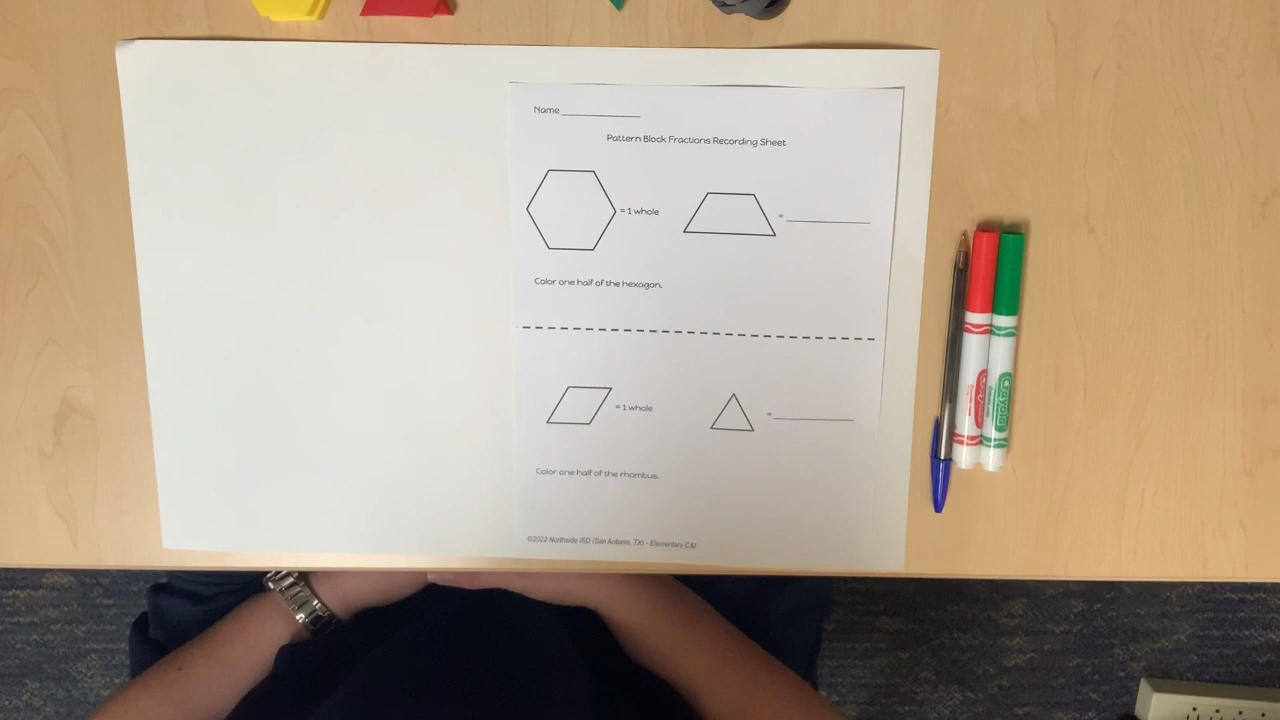 Name
Pattern Block Fractions Recording Sheet
= 1 whole =
Color one half of the hexagon.
= 1 whole =
Color one half of the rhombus.
©2022 Northside ISD (San Antonio, TX) - Elementary C&I
Crayola